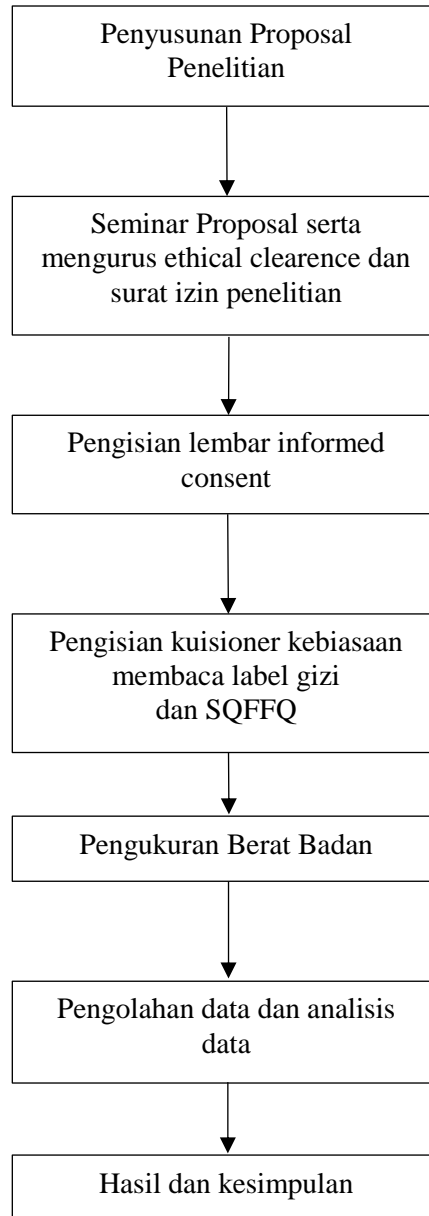 Penyusunan Proposal
Penelitian
Seminar Proposal serta
mengurus ethical clearence dan
surat izin penelitian
Pengisian lembar informed
consent
Pengisian kuisioner kebiasaan
membaca label gizi
dan SQFFQ
Pengukuran Berat Badan
Pengolahan data dan analisis
data
Hasil dan kesimpulan